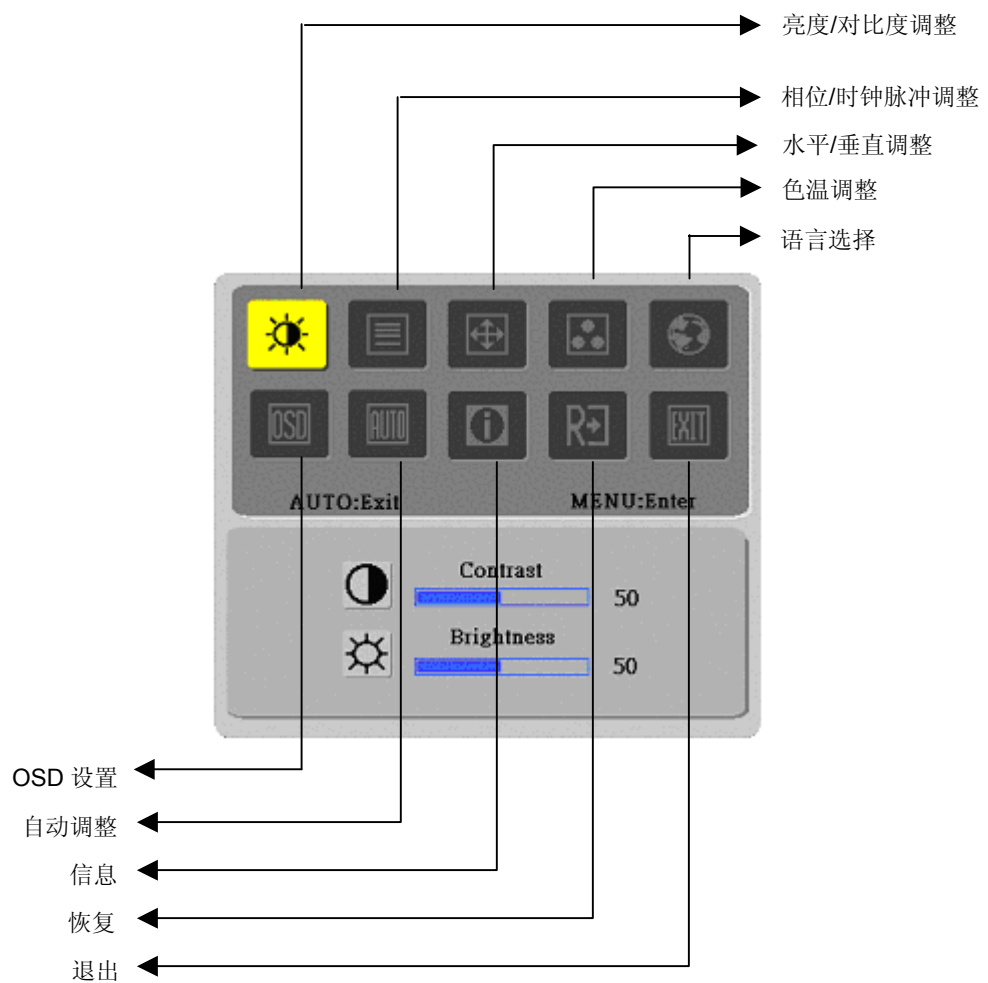 亮度/对比度调整
相位/时钟脉冲调整
水平/垂直调整
色温调整
语言选择
OSD AUTO R EXIT
AUTO:Exit MENU:Enter
Contrast
50
Brightness
50
OSD 设置
自动调整
信息
恢复
退出